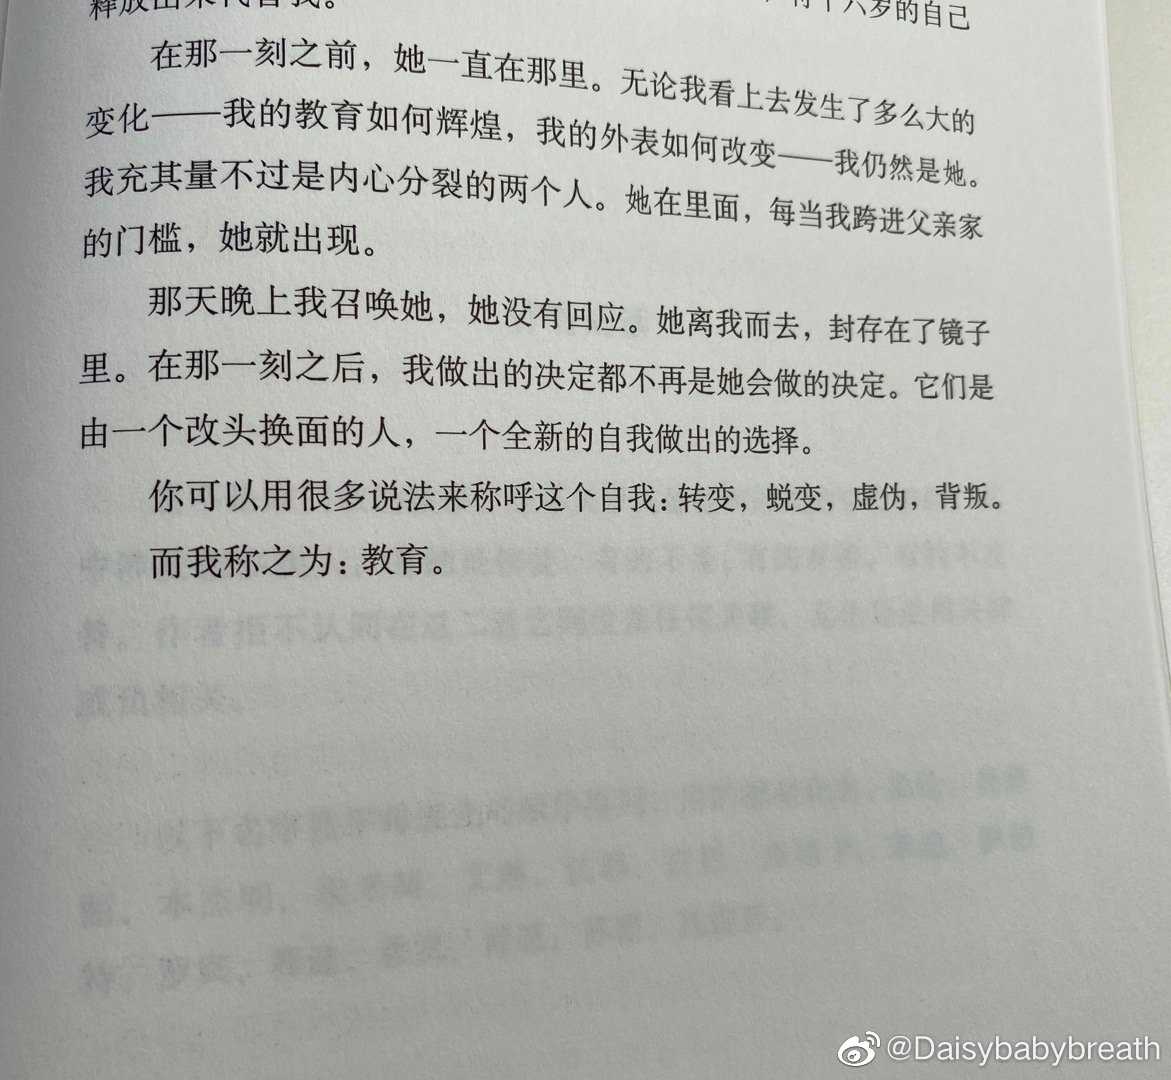 释放出来代替我。 将十六岁的自己
在那一刻之前，她一直在那里。无论我看上去发生了多么大的
变化——我的教育如何辉煌，我的外表如何改变——我仍然是她。
我充其量不过是内心分裂的两个人。她在里面，每当我跨进父亲家
的门槛，她就出现。
那天晚上我召唤她，她没有回应。她离我而去，封存在了镜子
里。在那一刻之后，我做出的决定都不再是她会做的决定。它们是
由一个改头换面的人，一个全新的自我做出的选择。
你可以用很多说法来称呼这个自我：转变，蜕变，虚伪，背叛。
而我称之为：教育。
@Daisybabybreath